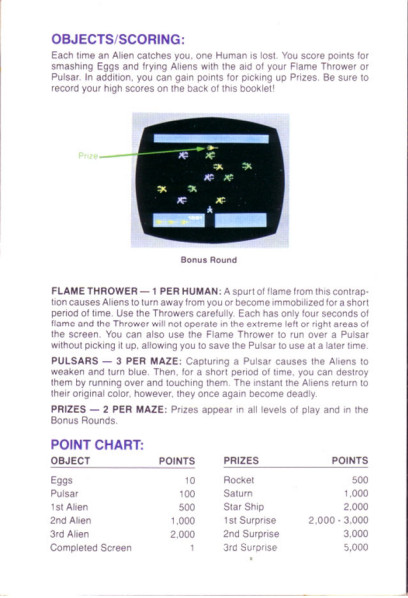 OBJECTS/SCORING:
Each time an Alien catches you, one Human is lost. You score points for
smashing Eggs and frying Aliens with the aid of your Flame Thrower or
Pulsar. In addition, you can gain points for picking up Prizes. Be sure to
record your high scores on the back of this booklet!
Prize
Bonus Round
FLAME THROWER — 1 PER HUMAN: A spurt of flame from this contrap-
tion causes Aliens to turn away from you or become immobilized for a short
period of time. Use the Throwers carefully. Each has only four seconds of
flame and the Thrower will not operate in the extreme left or right areas of
the screen. You can also use the Flame Thrower to run over a Pulsar
without picking it up, allowing you to save the Pulsar to use at a later time.
PULSARS — 3 PER MAZE: Capturing a Pulsar causes the Aliens to
weaken and turn blue. Then, for a short period of time, you can destroy
them by running over and touching them. The instant the Aliens return to
their original color, however, they once again become deadly.
PRIZES — 2 PER MAZE: Prizes appear in all levels of play and in the
Bonus Rounds.
POINT CHART:
OBJECT POINTS PRIZES POINTS
Eggs 10 Rocket 500
Pulsar 100 Saturn 1,000
1st Alien 500 Star Ship 2,000
2nd Alien 1,000 1st Surprise 2,000 - 3,000
3rd Alien 2,000 2nd Surprise 3,000
Completed Screen 1 3rd Surprise 5,000